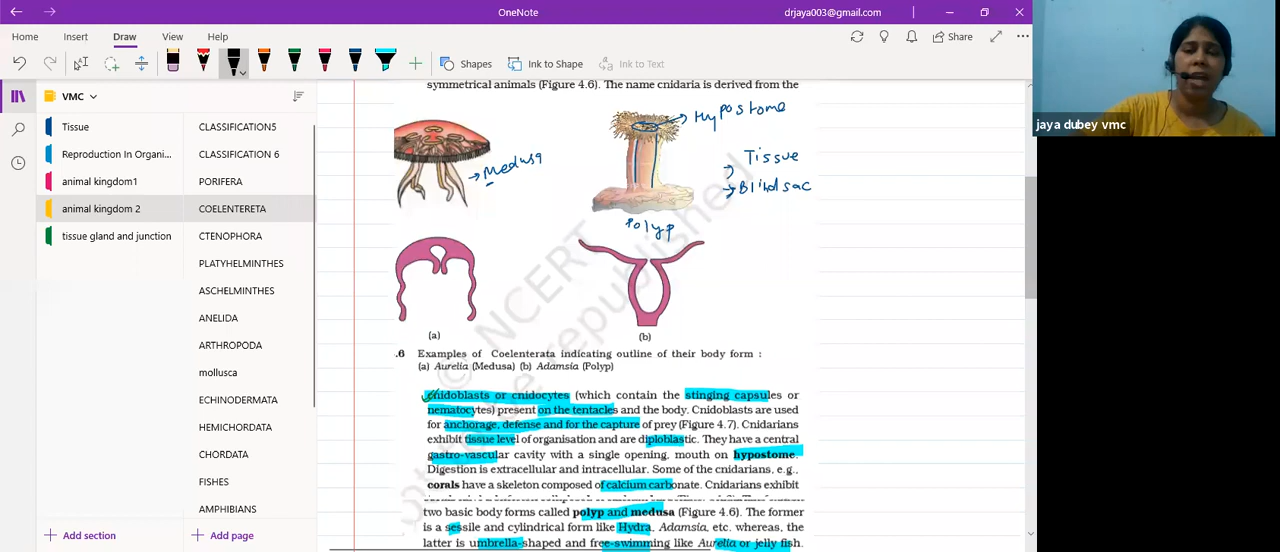 OneNote
drjaya003@gmail.com
Home Insert Draw View Help Share
Shapes Ink to Shape Ink to Text
VMC
Tissue
Reproduction In Organi...
animal kingdom1
animal kingdom 2
tissue gland and junction
Add section
CLASSIFICATION5
CLASSIFICATION 6
PORIFERA
COELENTERETA
CTENOPHORA
PLATYHELMINTHES
ASCHELMINTHES
ANELIDA
ARTHROPODA
mollusca
ECHINODERMATA
HEMICHORDATA
CHORDATA
FISHES
AMPHIBIANS
Add page
symmetrical animals (Figure 4.6). The name cnidaria is derived from the
Hypostome
Medusa
Tissue
Blind sac
Polyp
© NCERT
republished
(a) (b)
.6 Examples of Coelenterata indicating outline of their body form :
(a) Aurelia (Medusa) (b) Adamsia (Polyp)
cnidoblasts or cnidocytes (which contain the stinging capsules or
nematocytes) present on the tentacles and the body. Cnidoblasts are used
for anchorage, defense and for the capture of prey (Figure 4.7). Cnidarians
exhibit tissue level of organisation and are diploblastic. They have a central
gastro-vascular cavity with a single opening, mouth on hypostome.
Digestion is extracellular and intracellular. Some of the cnidarians, e.g.,
corals have a skeleton composed of calcium carbonate. Cnidarians exhibit
two basic body forms called polyp and medusa (Figure 4.6). The former
is a sessile and cylindrical form like Hydra, Adamsia, etc. whereas, the
latter is umbrella-shaped and free-swimming like Aurelia or jelly fish.
jaya dubey vmc